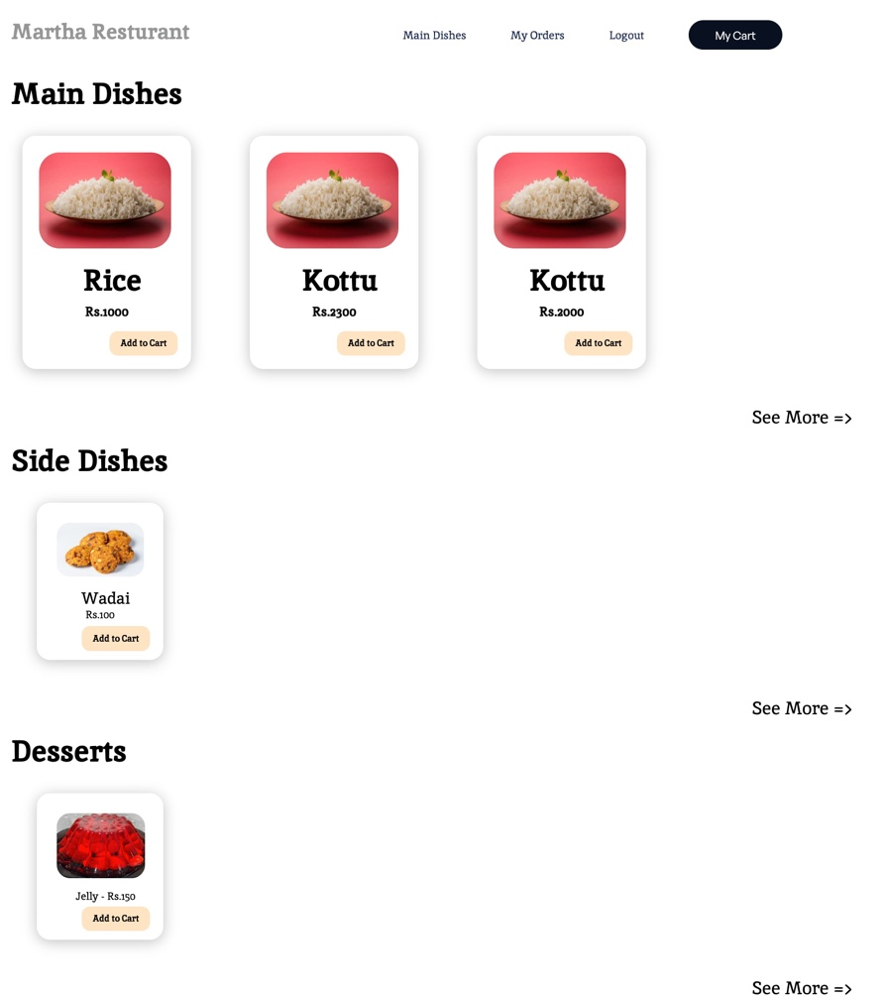 Martha Resturant
Main Dishes My Orders Logout My Cart
Main Dishes
Rice Kottu Kottu
Rs.1000 Rs.2300 Rs.2000
Add to Cart Add to Cart Add to Cart
See More =>
Side Dishes
Wadai
Rs.100
Add to Cart
See More =>
Desserts
Jelly - Rs.150
Add to Cart
See More =>